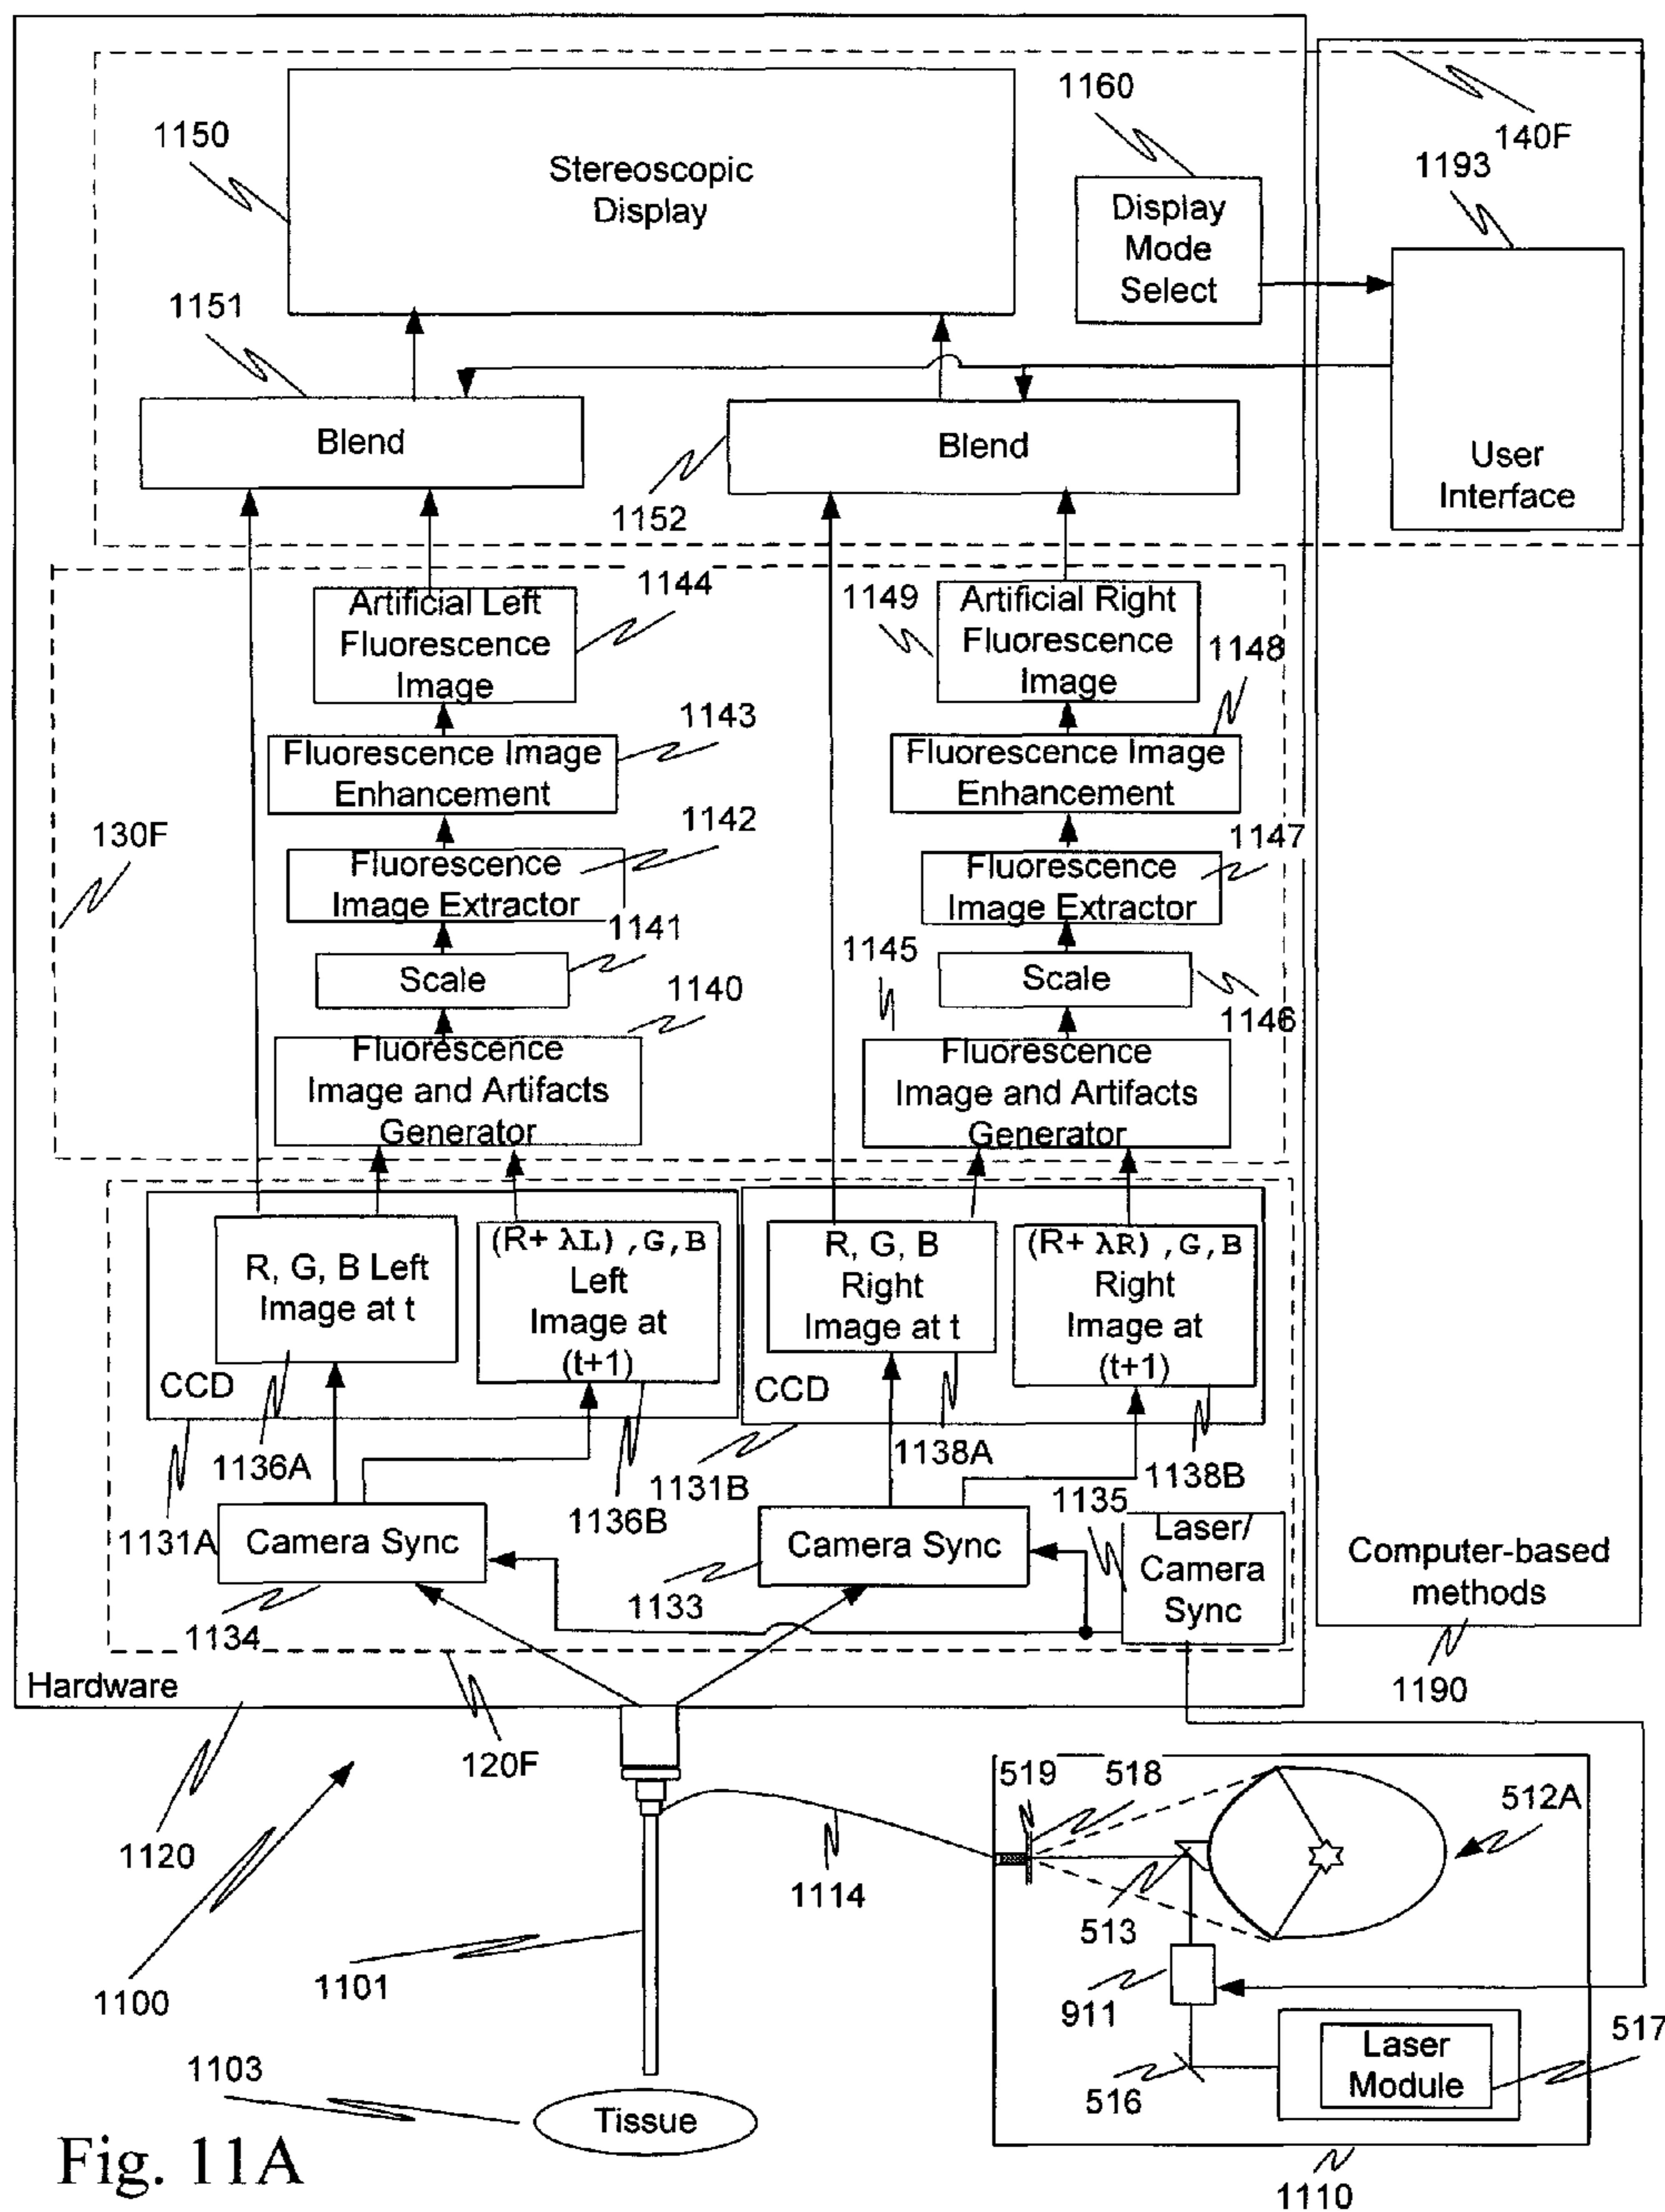 1160
140F
1150
1193
Stereoscopic
Display
Display
Mode
Select
1151
Blend
Blend
User
Interface
1152
1144
1149
Artificial Left
Fluorescence
Image
Artificial Right
Fluorescence
Image
1148
1143
Fluorescence Image
Enhancement
Fluorescence Image
Enhancement
130F
1142
1147
Fluorescence
Image Extractor
Fluorescence
Image Extractor
1141
1145
Scale
Scale
1140
1146
Fluorescence
Image and Artifacts
Generator
Fluorescence
Image and Artifacts
Generator
R, G, B Left
Image at t
(R+ λL) ,G,B
Left
Image at
(t+1)
R, G, B
Right
Image at t
(R+ λR) ,G,B
Right
Image at
(t+1)
CCD
CCD
1136A
1138A
1131B
1138B
1135
1131A
1136B
Camera Sync
Camera Sync
Laser/
Camera
Sync
Computer-based
methods
1133
1134
Hardware
1190
120F
519
518
512A
1120
1114
513
1101
1100
911
517
Laser
Module
516
1103
Tissue
Fig. 11A
1110